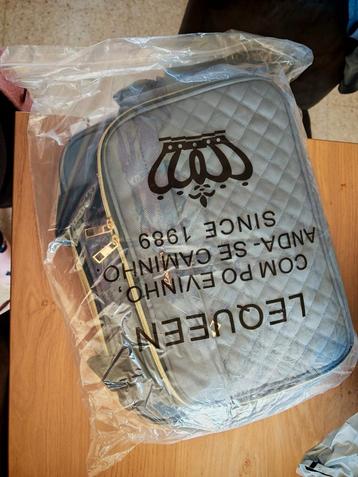 LEQUEEN
COM PO EVINHO,
ANDA- SE CAMINHO
SINCE 1989